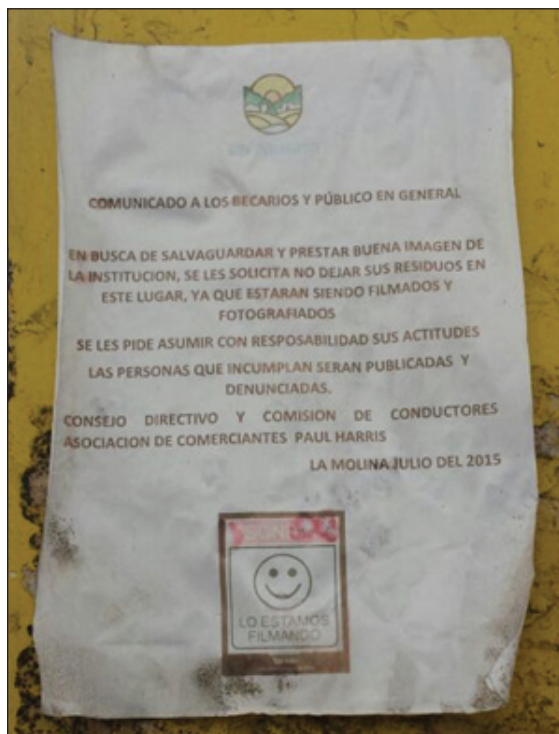 COMUNICADO A LOS BECARIOS Y PÚBLICO EN GENERAL
EN BUSCA DE SALVAGUARDAR Y PRESTAR BUENA IMAGEN DE
LA INSTITUCION, SE LES SOLICITA NO DEJAR SUS RESIDUOS EN
ESTE LUGAR, YA QUE ESTARAN SIENDO FILMADOS Y
FOTOGRAFIADOS
SE LES PIDE ASUMIR CON RESPOSABILIDAD SUS ACTITUDES
LAS PERSONAS QUE INCUMPLAN SERAN PUBLICADAS Y
DENUNCIADAS.
CONSEJO DIRECTIVO Y COMISION DE CONDUCTORES
ASOCIACION DE COMERCIANTES PAUL HARRIS
LA MOLINA JULIO DEL 2015
LO ESTAMOS
FILMANDO